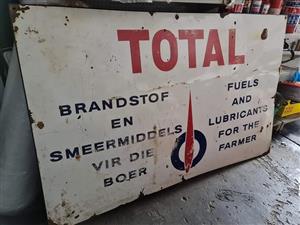 TOTAL
BRANDSTOF
EN
SMEERMIDDELS
VIR DIE
BOER
FUELS
AND
LUBRICANTS
FOR THE
FARMER